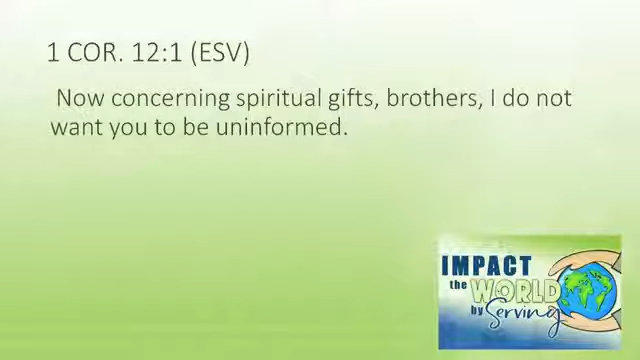 1 COR. 12:1 (ESV)
Now concerning spiritual gifts, brothers, I do not
want you to be uninformed.
IMPACT
the WORLD
by Serving